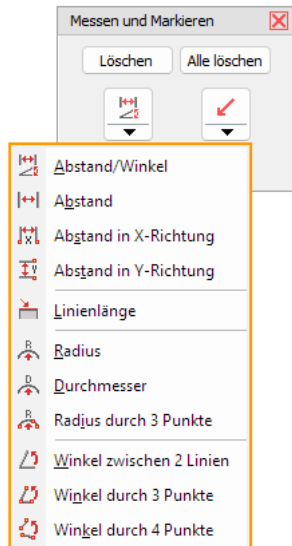 Messen und Markieren
Löschen Alle löschen
Abstand/Winkel
Abstand
Abstand in X-Richtung
Abstand in Y-Richtung
Linienlänge
Radius
Durchmesser
Radius durch 3 Punkte
Winkel zwischen 2 Linien
Winkel durch 3 Punkte
Winkel durch 4 Punkte